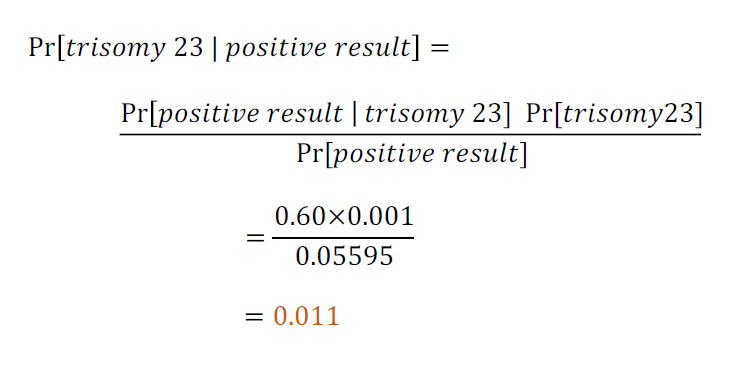 Pr[trisomy 23 | positive result] =
Pr[positive result | trisomy 23] Pr[trisomy23]
Pr[positive result]
= 0.60×0.001
0.05595
= 0.011